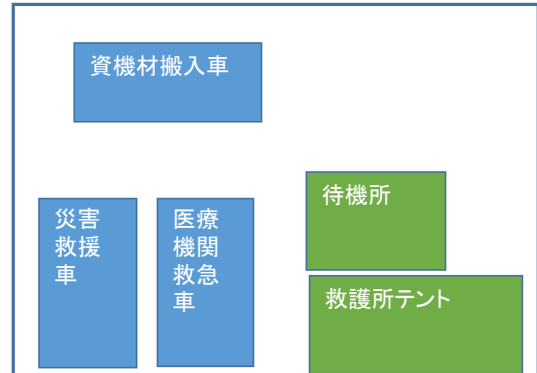 資機材搬入車
待機所
災害
救援
車
医療
機関
救急
車
救護所テント